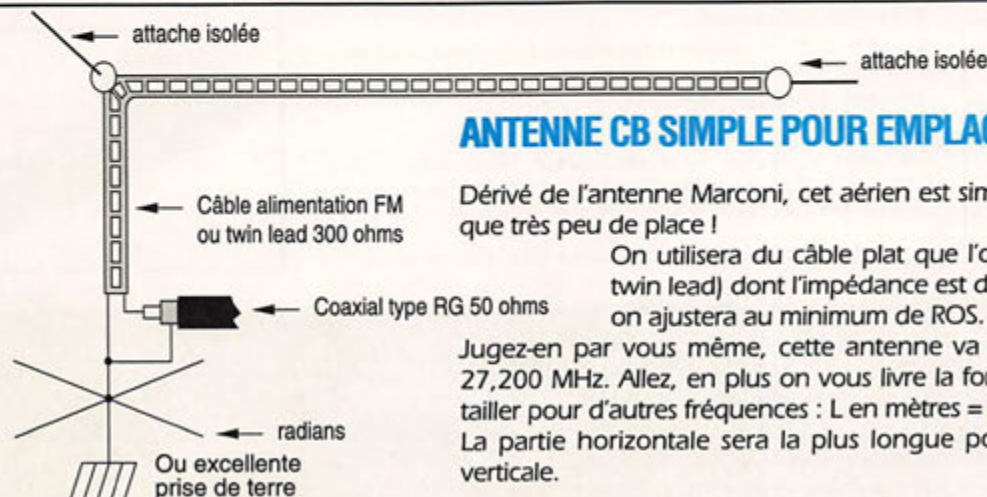 attache isolée
attache isolée
Câble alimentation FM
ou twin lead 300 ohms
Coaxial type RG 50 ohms
radians
Ou excellente
prise de terre
ANTENNE CB SIMPLE POUR
Dérivé de l'antenne Marconi, cet aérien est
que très peu de place !
On utilisera du câble plat que
twin lead) dont l'impédance est
on ajustera au minimum de ROS.
Jugez-en par vous même, cette antenne va
27,200 MHz. Allez, en plus on vous livre la
tailler pour d'autres fréquences : L en mètres =
La partie horizontale sera la plus longue
verticale.